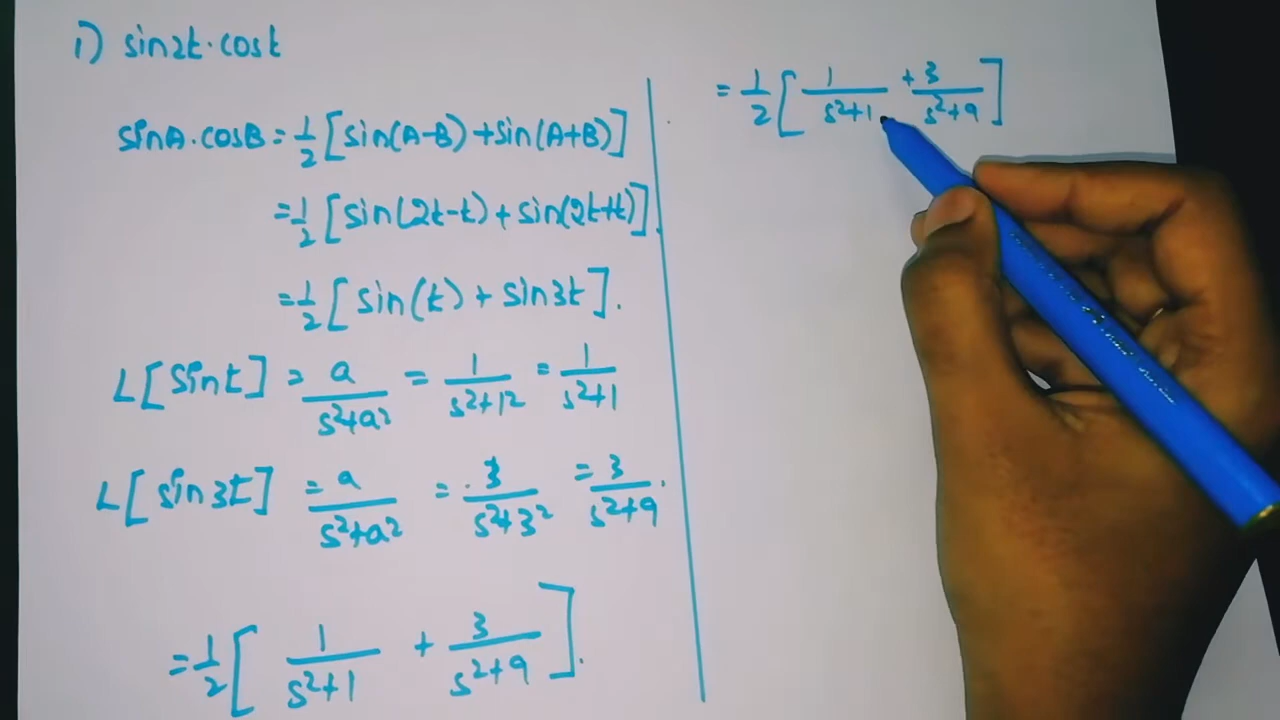 i) sin2t·cost
sinA·cosB = 1/2 [sin(A-B) + sin(A+B)]
= 1/2 [sin(2t-t) + sin(2t+t)].
= 1/2 [sin(t) + sin3t].
L[sint] = a/(s²+a²) = 1/(s²+1²) = 1/(s²+1)
L[sin3t] = a/(s²+a²) = 3/(s²+3²) = 3/(s²+9).
= 1/2 [1/(s²+1) + 3/(s²+9)].
= 1/2 [1/(s²+1) + 3/(s²+9)]